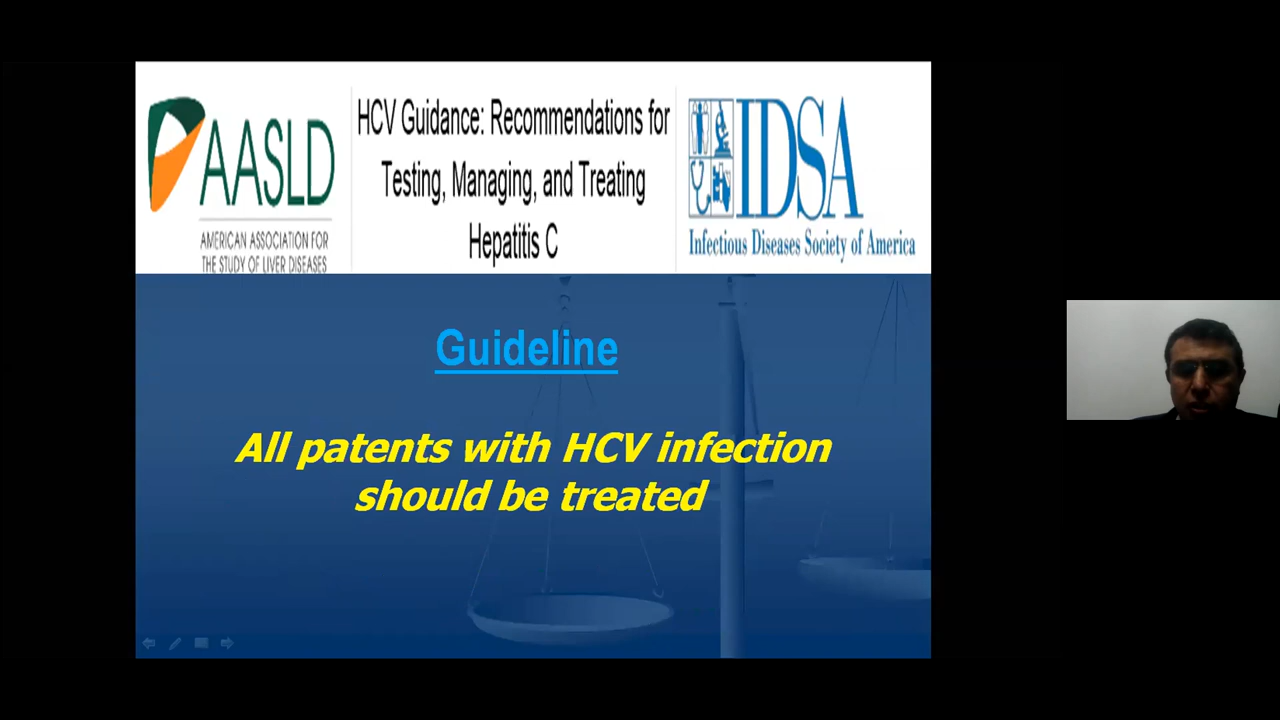 AASLD
AMERICAN ASSOCIATION FOR
THE STUDY OF LIVER DISEASES
HCV Guidance: Recommendations for
Testing, Managing, and Treating
Hepatitis C
IDSA
Infectious Diseases Society of America
Guideline
All patents with HCV infection
should be treated